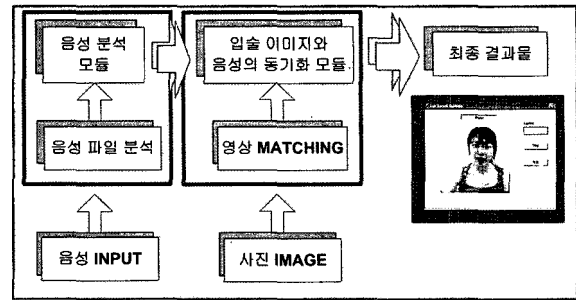 음성 분석
모듈
입술 이미지와
음성의 동기화 모듈
최종 결과물
음성 파일 분석
영상 MATCHING
음성 INPUT
사진 IMAGE